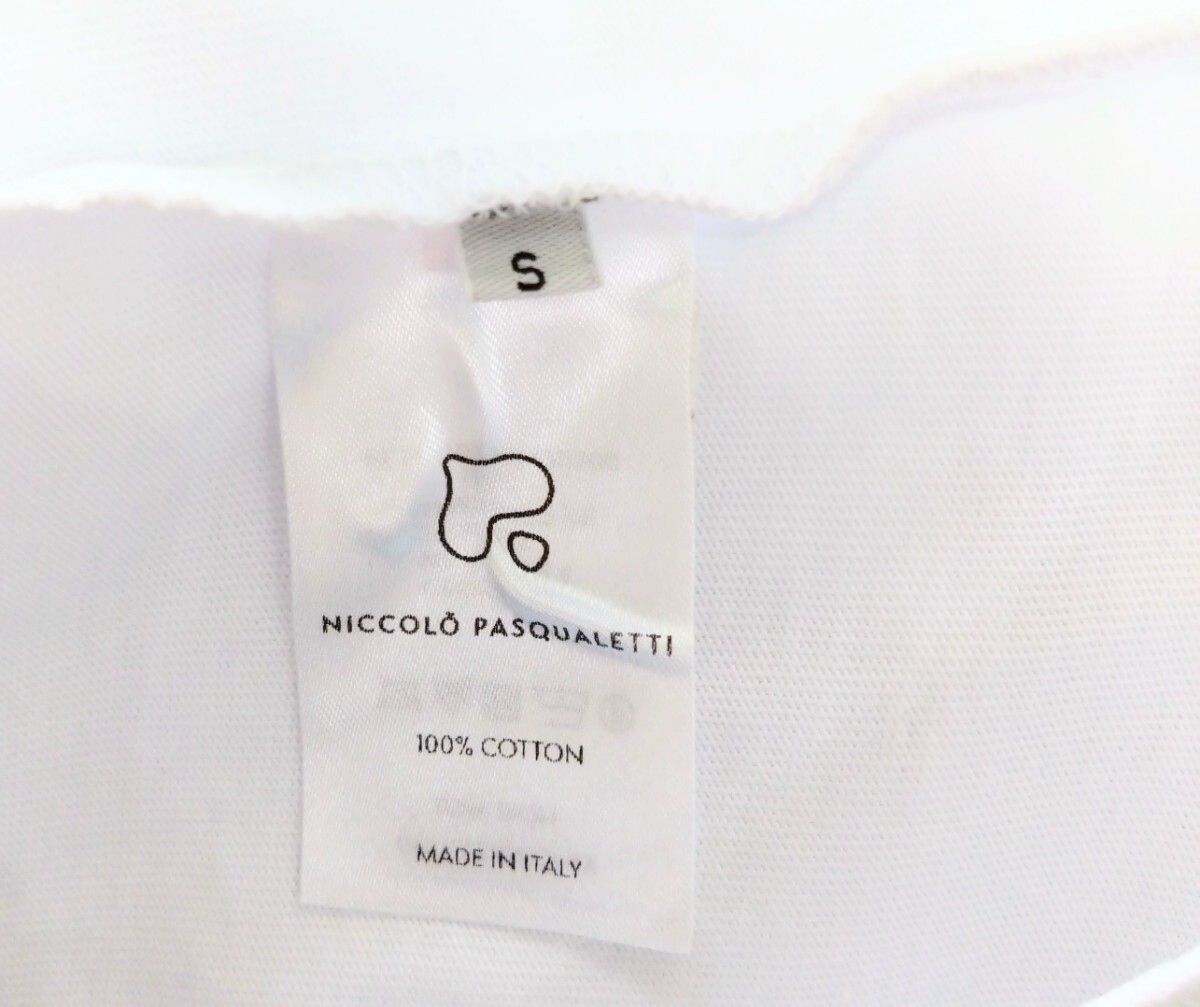 S
NICCOLÒ PASQUALETTI
100% COTTON
MADE IN ITALY